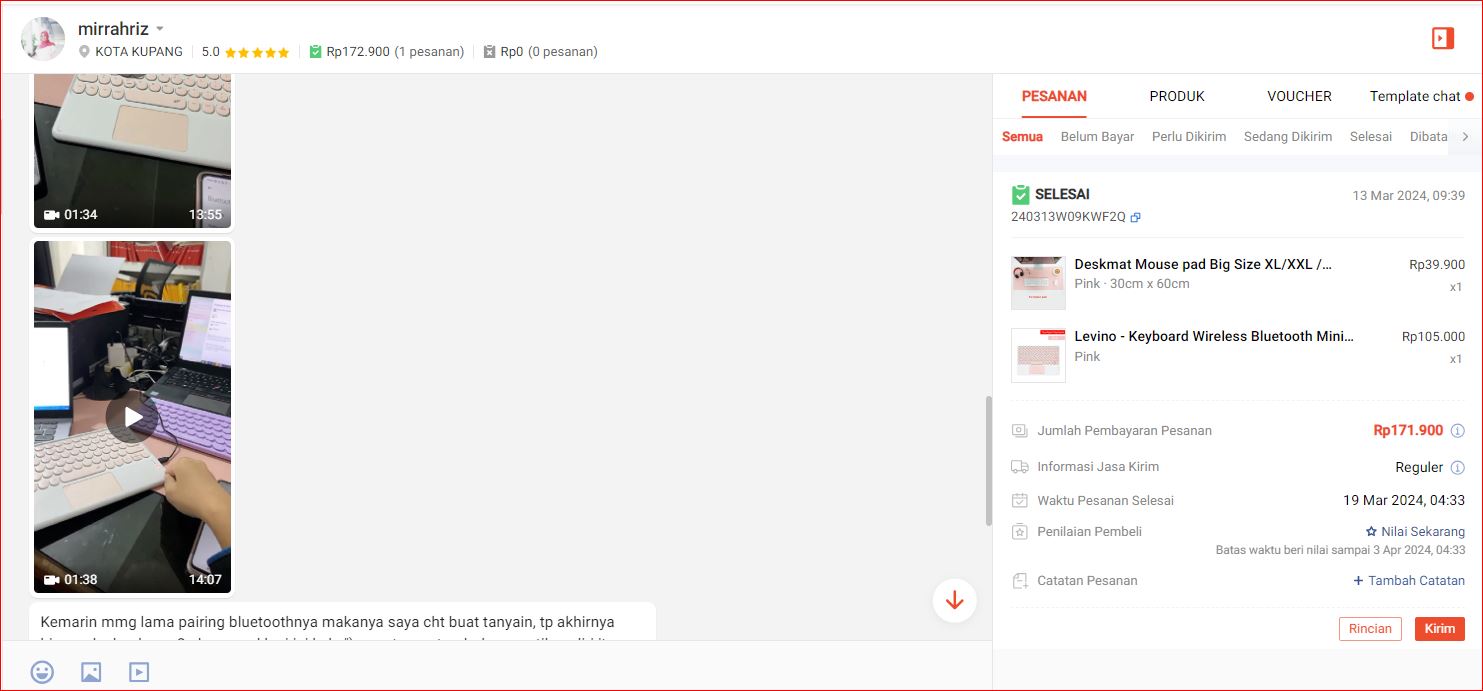 mirrahriz
KOTA KUPANG
5.0
Rp172.900 (1 pesanan)
Rp0 (0 pesanan)
01:34
13:55
01:38
14:07
Kemarin mmg lama pairing bluetoothnya makanya saya cht buat tanyain, tp akhirnya
PESANAN
PRODUK
VOUCHER
Template chat
Semua
Belum Bayar
Perlu Dikirim
Sedang Dikirim
Selesai
Dibata
SELESAI
13 Mar 2024, 09:39
240313W09KWF2Q
Deskmat Mouse pad Big Size XL/XXL /...
Rp39.900
Pink · 30cm x 60cm
x1
Levino - Keyboard Wireless Bluetooth Mini...
Rp105.000
Pink
x1
Jumlah Pembayaran Pesanan
Rp171.900
Informasi Jasa Kirim
Reguler
Waktu Pesanan Selesai
19 Mar 2024, 04:33
Penilaian Pembeli
Nilai Sekarang
Batas waktu beri nilai sampai 3 Apr 2024, 04:33
Catatan Pesanan
+ Tambah Catatan
Rincian
Kirim